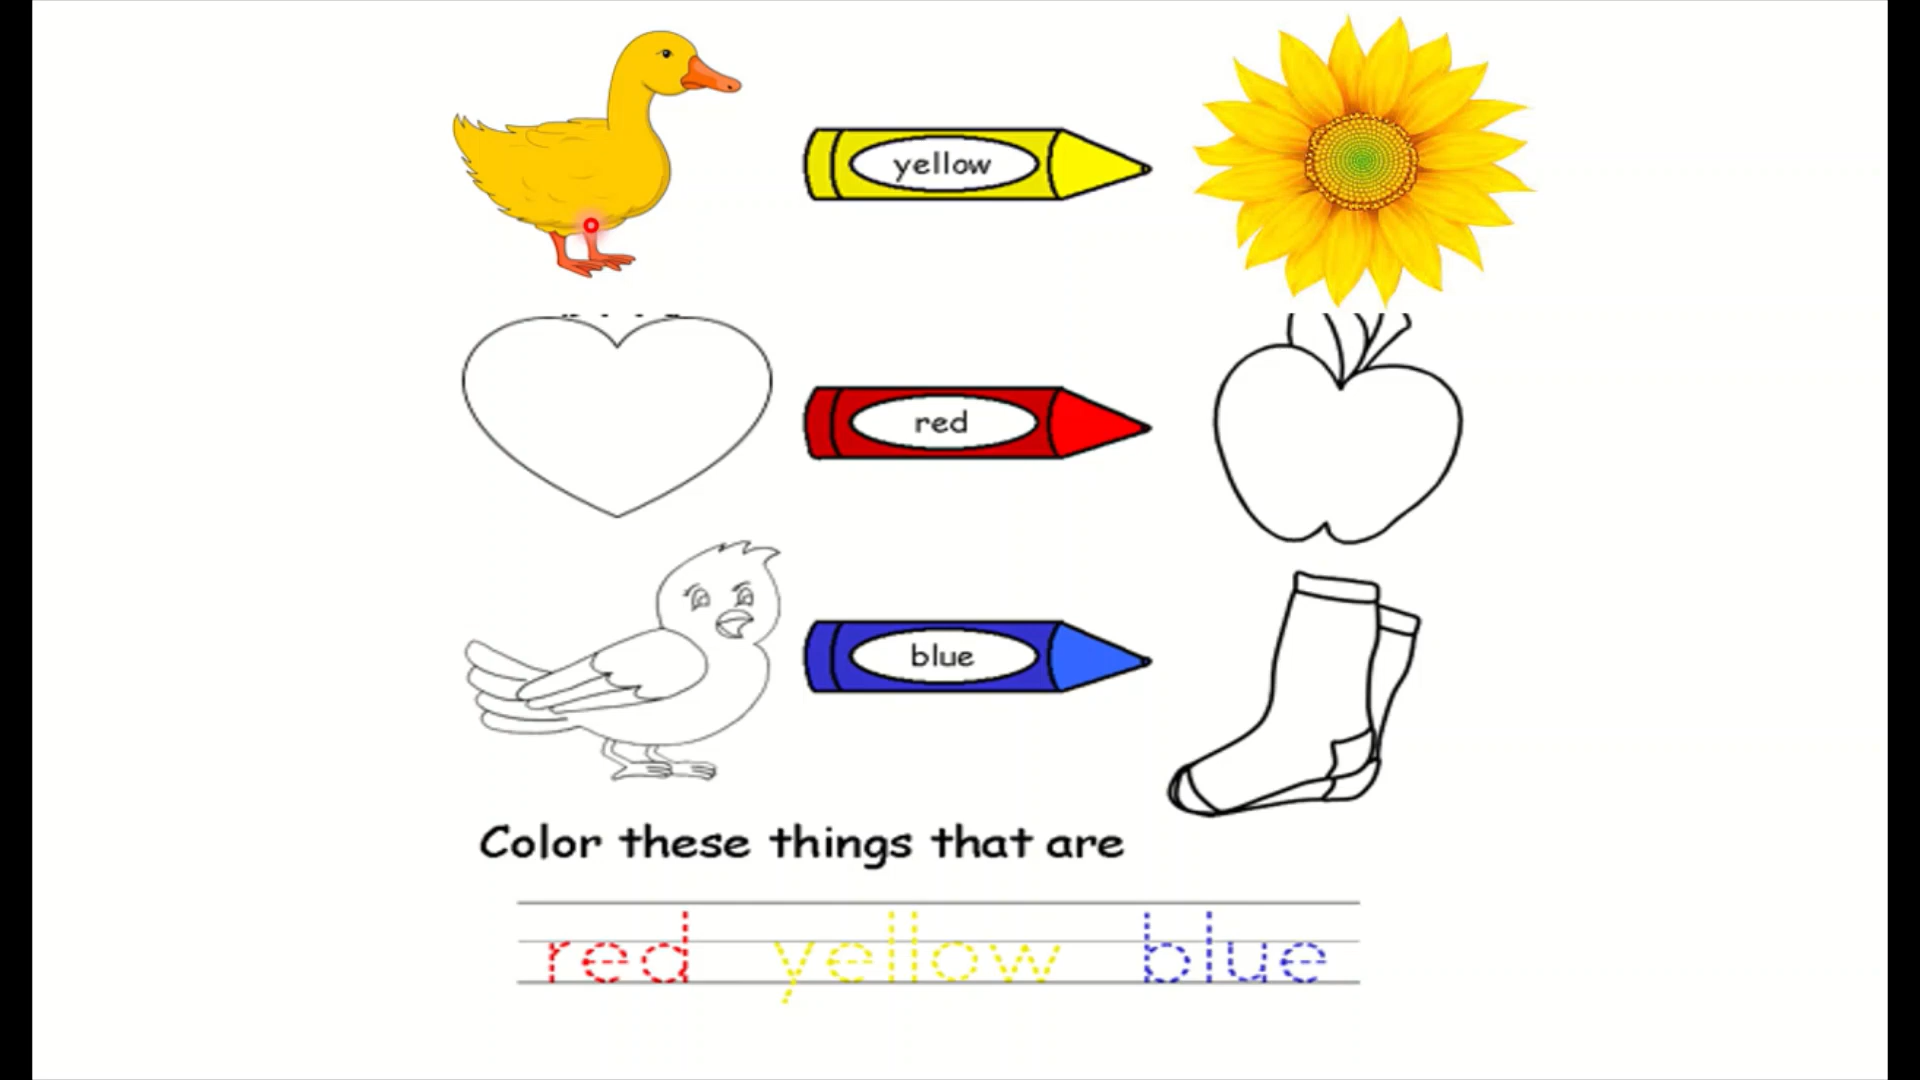 yellow
red
blue
Color these things that are
red yellow blue